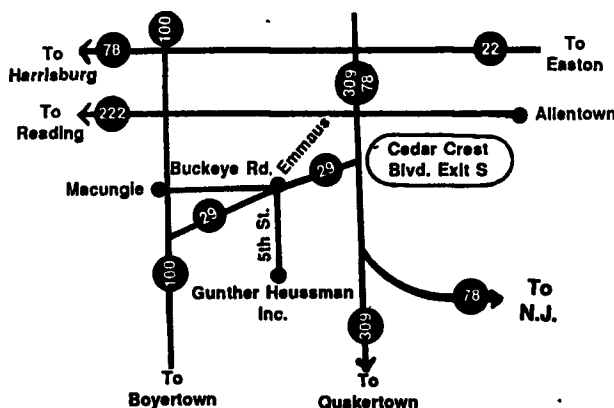 100
To
Harrisburg
78
22
To
Easton
309
78
To
Reading
222
Allentown
Cedar Crest
Blvd. Exit S
Emmaus
Buckeye Rd.
Macungie
29
29
5th St.
100
Gunther Heussman
Inc.
78
To
N.J.
309
To
Boyertown
To
Quakertown